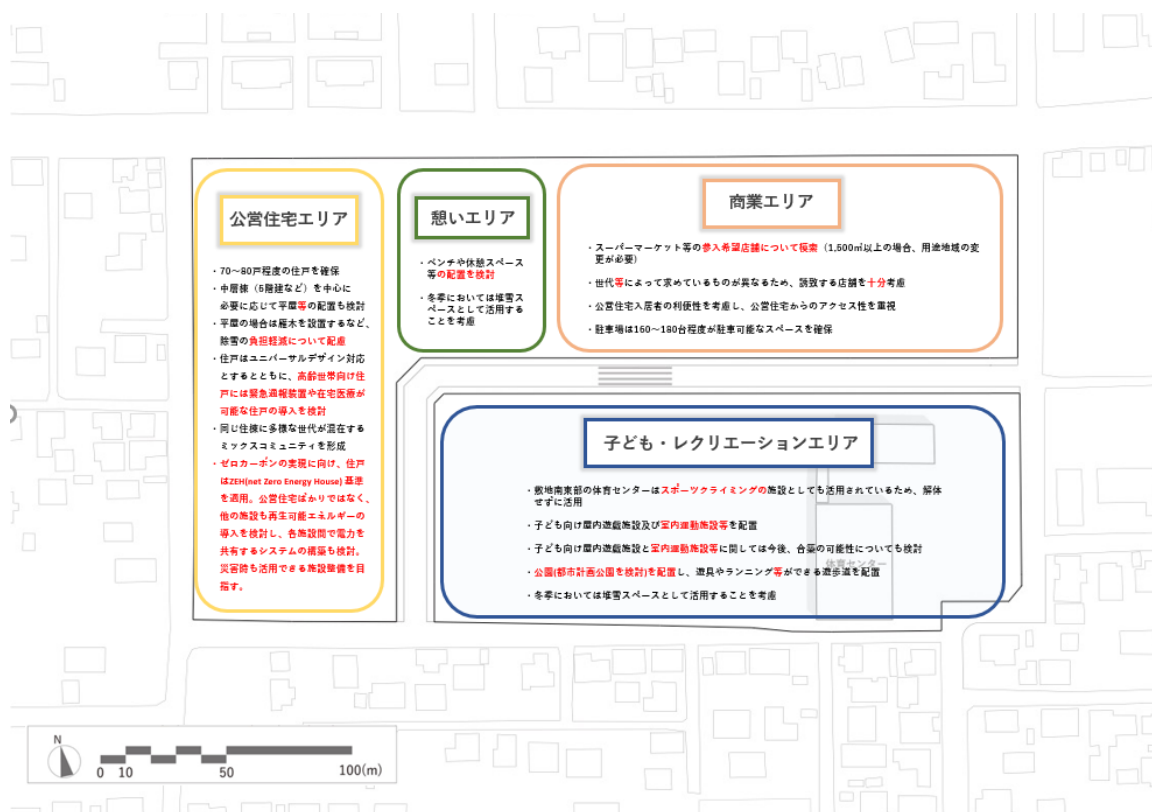 公営住宅エリア
・70～80戸程度の住戸を確保
・中層棟（5階建など）を中心に
必要に応じて平屋等の配置も検討
・平屋の場合は雁木を設置するなど、
除雪の負担軽減について配慮
・住戸はユニバーサルデザイン対応
とするとともに、高齢世帯向け住
戸には緊急通報装置や在宅医療が
可能な住戸の導入を検討
・同じ住棟に多様な世代が混在する
ミックスコミュニティを形成
・ゼロカーボンの実現に向け、住戸
はZEH(net Zero Energy House) 基準
を適用。公営住宅ばかりではなく、
他の施設も再生可能エネルギーの
導入を検討し、各施設間で電力を
共有するシステムの構築も検討。
災害時も活用できる施設整備を目
指す。
憩いエリア
・ベンチや休憩スペース
等の配置を検討
・冬季においては堆雪ス
ペースとして活用する
ことを考慮
商業エリア
・スーパーマーケット等の参入希望店舗について模索（1,500㎡以上の場合、用途地域の変
更が必要）
・世代等によって求めているものが異なるため、誘致する店舗を十分考慮
・公営住宅入居者の利便性を考慮し、公営住宅からのアクセス性を重視
・駐車場は160～180台程度が駐車可能なスペースを確保
子ども・レクリエーションエリア
・敷地南東部の体育センターはスポーツクライミングの施設としても活用されているため、解体
せずに活用
・子ども向け屋内遊戯施設及び室内運動施設等を配置
・子ども向け屋内遊戯施設と室内運動施設等に関しては今後、合築の可能性についても検討
体育センター
・公園(都市計画公園を検討)を配置し、遊具やランニング等ができる遊歩道を配置
・冬季においては堆雪スペースとして活用することを考慮
N
0 10 50 100(m)